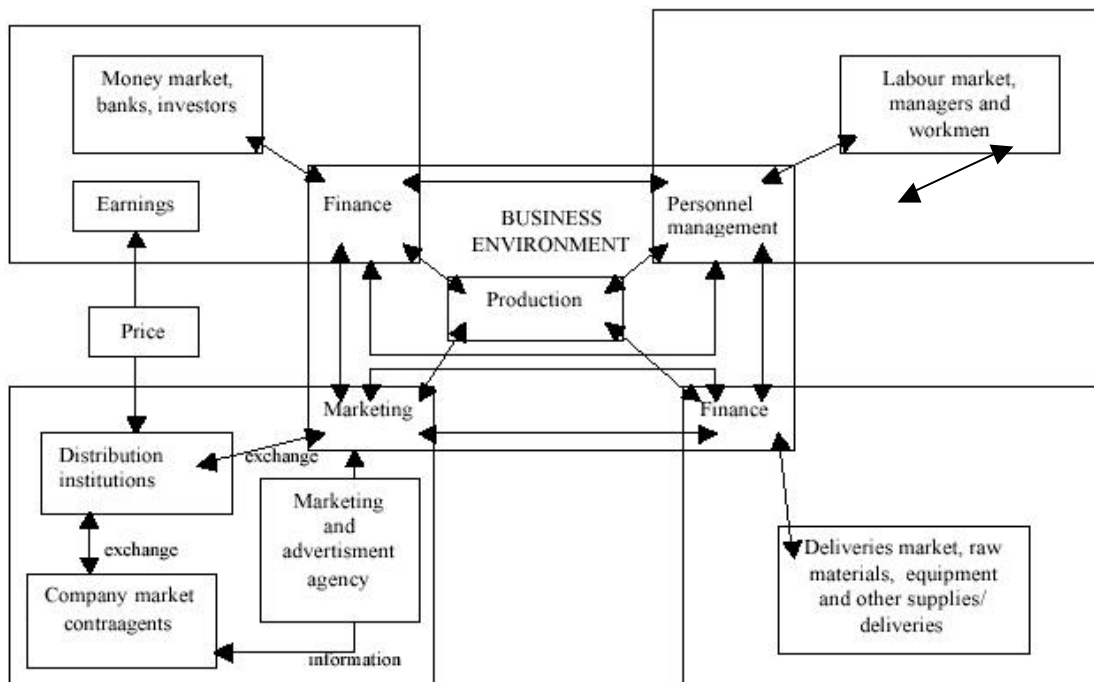 Money market,
banks, investors
Labour market,
managers and
workmen
Earnings
Finance
BUSINESS
ENVIRONMENT
Personnel
management
Production
Price
Marketing
Finance
Distribution
institutions
exchange
Marketing
and
advertisment
agency
exchange
Company market
contraagents
information
Deliveries market, raw
materials, equipment
and other supplies/
deliveries